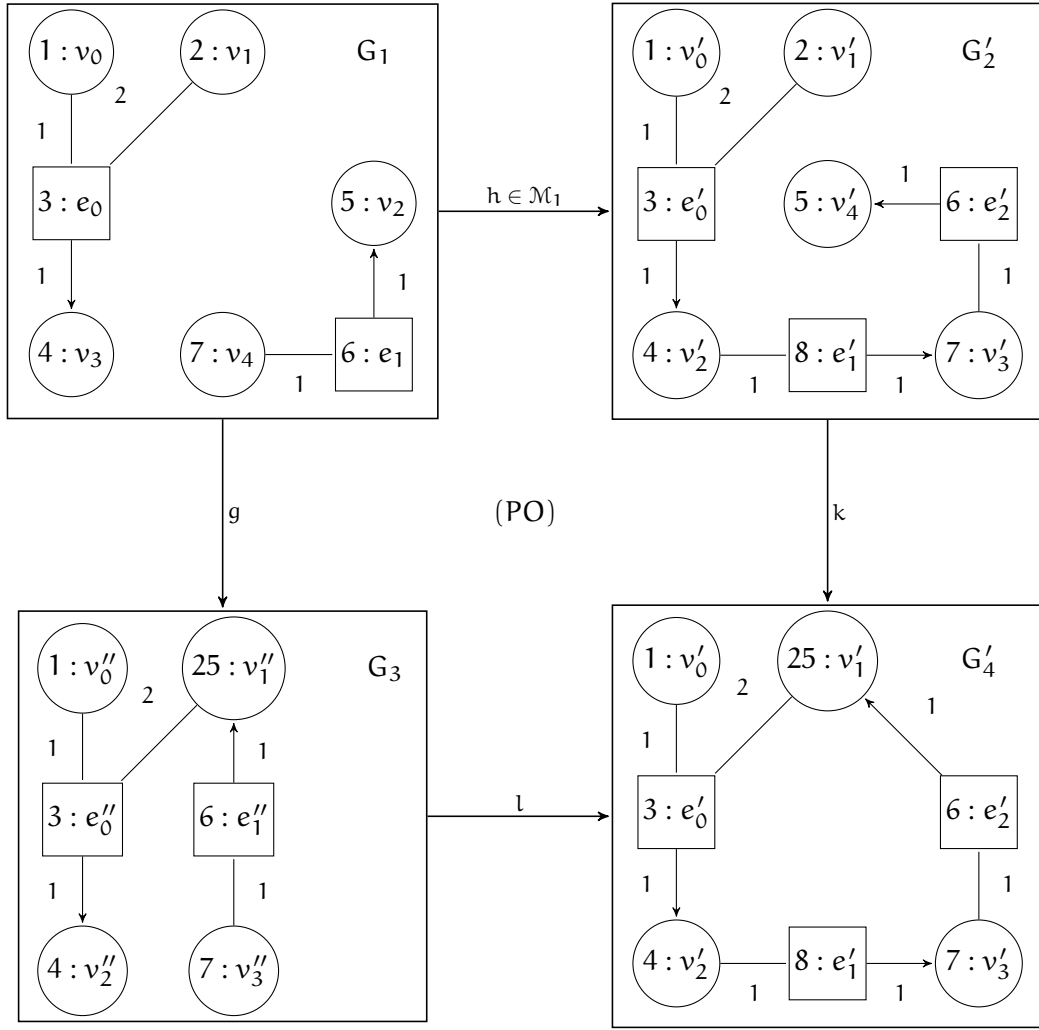 1 : v₀ 2 : v₁ G₁
2
1
3 : e₀ 5 : v₂
1 1
4 : v₃ 7 : v₄ 6 : e₁
1
h ∈ M₁
1 : v′₀ 2 : v′₁ G′₂
2
1 1
3 : e′₀ 5 : v′₄ 6 : e′₂
1 1
4 : v′₂ 8 : e′₁ 7 : v′₃
1 1
g (PO) k
1 : v″₀ 25 : v″₁ G₃
2
1 1
3 : e″₀ 6 : e″₁
1 1
4 : v″₂ 7 : v″₃
l
1 : v′₀ 25 : v′₁ G′₄
2 1
1
3 : e′₀ 6 : e′₂
1 1
4 : v′₂ 8 : e′₁ 7 : v′₃
1 1